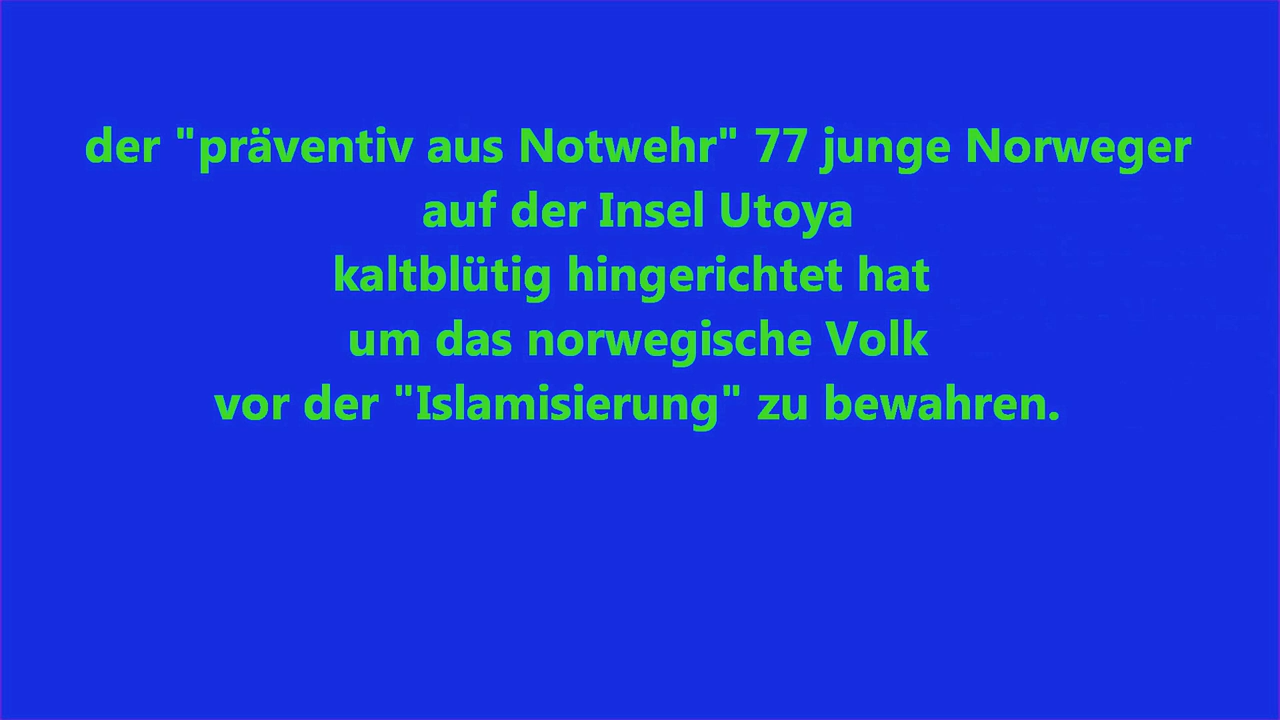 der "präventiv aus Notwehr" 77 junge Norweger
auf der Insel Utoya
kaltblütig hingerichtet hat
um das norwegische Volk
vor der "Islamisierung" zu bewahren.